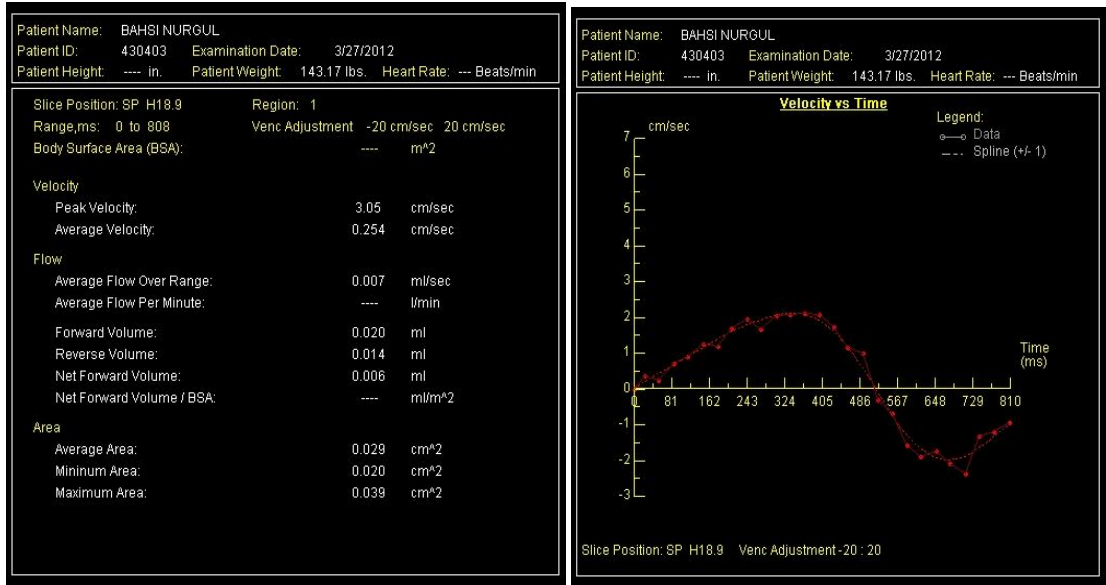 Patient Name: BAHSI NURGUL
Patient ID: 430403 Examination Date: 3/27/2012
Patient Height: ---- in. Patient Weight: 143.17 lbs. Heart Rate: --- Beats/min
Slice Position: SP H18.9 Region: 1
Range,ms: 0 to 808 Venc Adjustment -20 cm/sec 20 cm/sec
Body Surface Area (BSA): ---- m^2
Velocity
Peak Velocity: 3.05 cm/sec
Average Velocity: 0.254 cm/sec
Flow
Average Flow Over Range: 0.007 ml/sec
Average Flow Per Minute: ---- l/min
Forward Volume: 0.020 ml
Reverse Volume: 0.014 ml
Net Forward Volume: 0.006 ml
Net Forward Volume / BSA: ---- ml/m^2
Area
Average Area: 0.029 cm^2
Mininum Area: 0.020 cm^2
Maximum Area: 0.039 cm^2
Patient Name: BAHSI NURGUL
Patient ID: 430403 Examination Date: 3/27/2012
Patient Height: ---- in. Patient Weight: 143.17 lbs. Heart Rate: --- Beats/min
Velocity vs Time
Legend:
Data
Spline (+/- 1)
cm/sec
7
6
5
4
3
2
1
0
-1
-2
-3
0 81 162 243 324 405 486 567 648 729 810
Time
(ms)
Slice Position: SP H18.9 Venc Adjustment -20 : 20